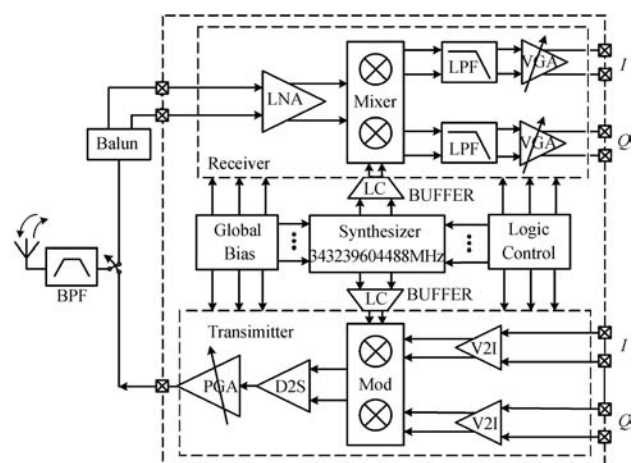 LNA
Mixer
LPF
VGA
I
LPF
VGA
Q
Balun
Receiver
LC
BUFFER
Global
Bias
Synthesizer
343239604488MHz
Logic
Control
BPF
LC
BUFFER
Transimitter
PGA
D2S
Mod
V2I
I
V2I
Q